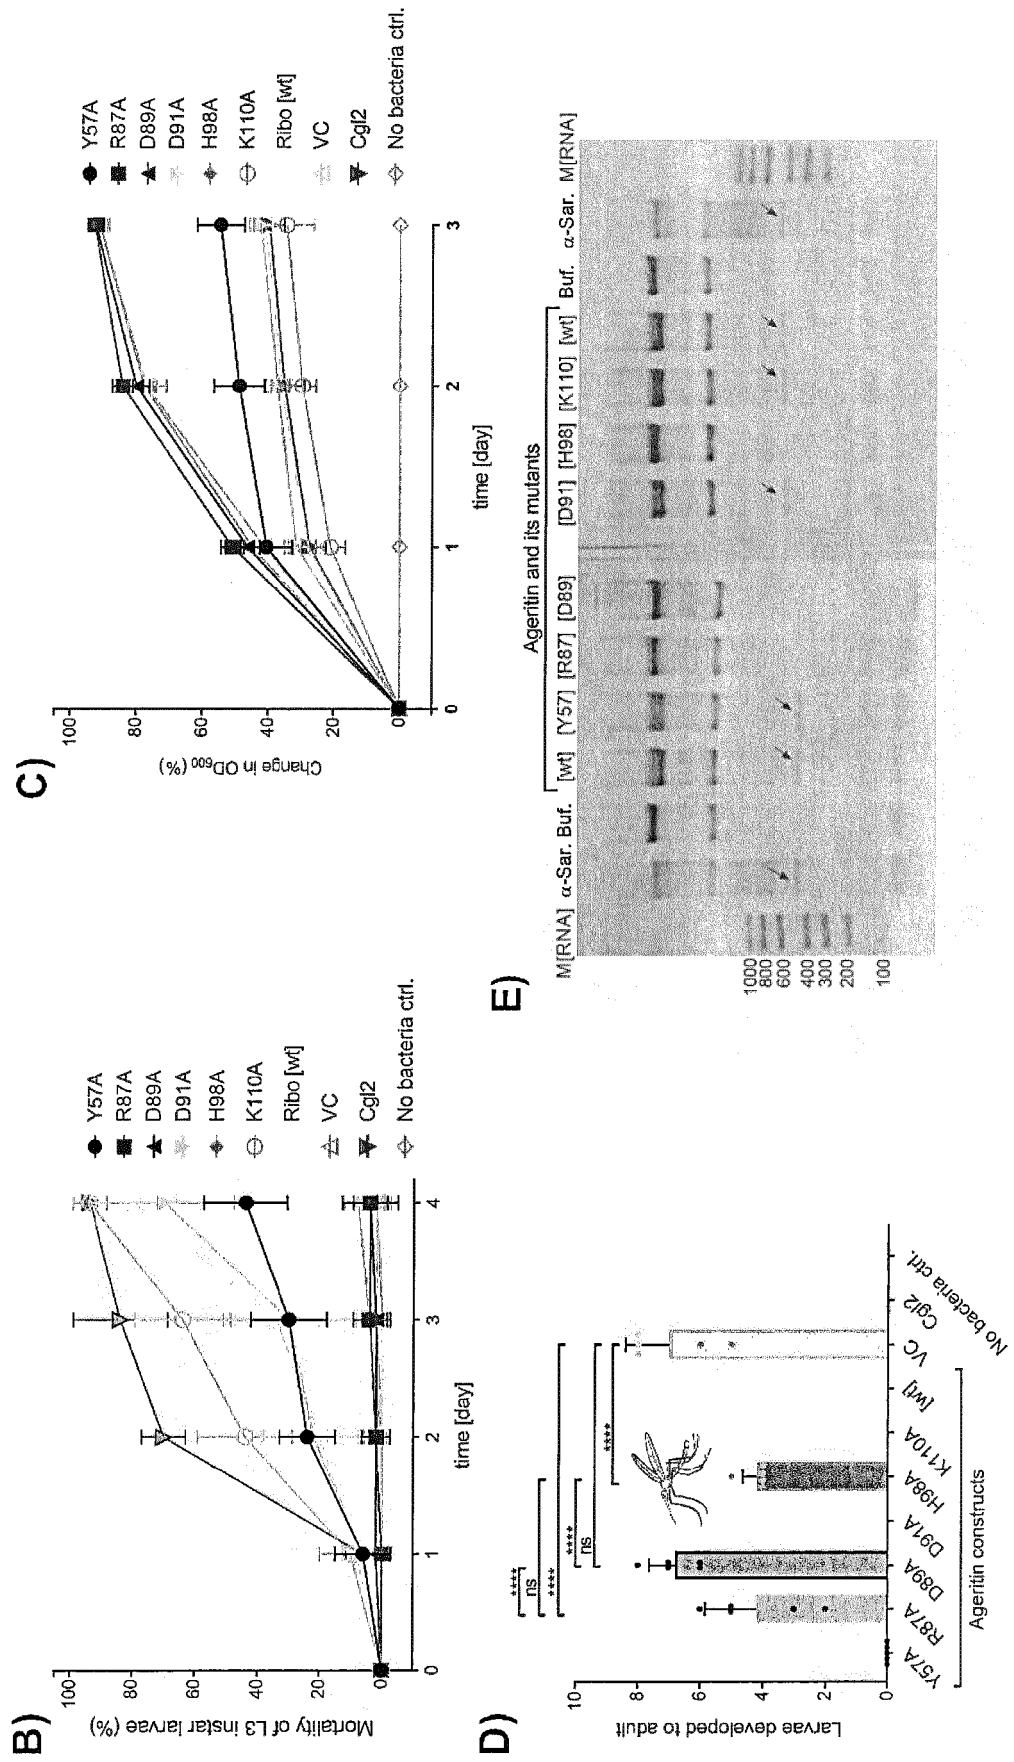 B)
Mortality of L3 instar larvae (%)
100
80
60
40
20
0
0
1
2
3
4
time [day]
Y57A
R87A
D89A
D91A
H98A
K110A
Ribo [wt]
VC
Cgl2
No bacteria ctrl.
C)
Change in OD600 (%)
100
80
60
40
20
0
0
1
2
3
time [day]
Y57A
R87A
D89A
D91A
H98A
K110A
Ribo [wt]
VC
Cgl2
No bacteria ctrl.
D)
Larvae developed to adult
10
8
6
4
2
0
****
ns
****
****
ns
****
Y57A
R87A
D89A
D91A
H98A
K110A
[wt]
VC
Cgl2
No bacteria ctrl.
Ageritin constructs
E)
Ageritin and its mutants
M[RNA] α-Sar. Buf. [wt] [Y57] [R87] [D89] [D91] [H98] [K110] [wt] Buf. α-Sar. M[RNA]
1000
800
600
400
300
200
100